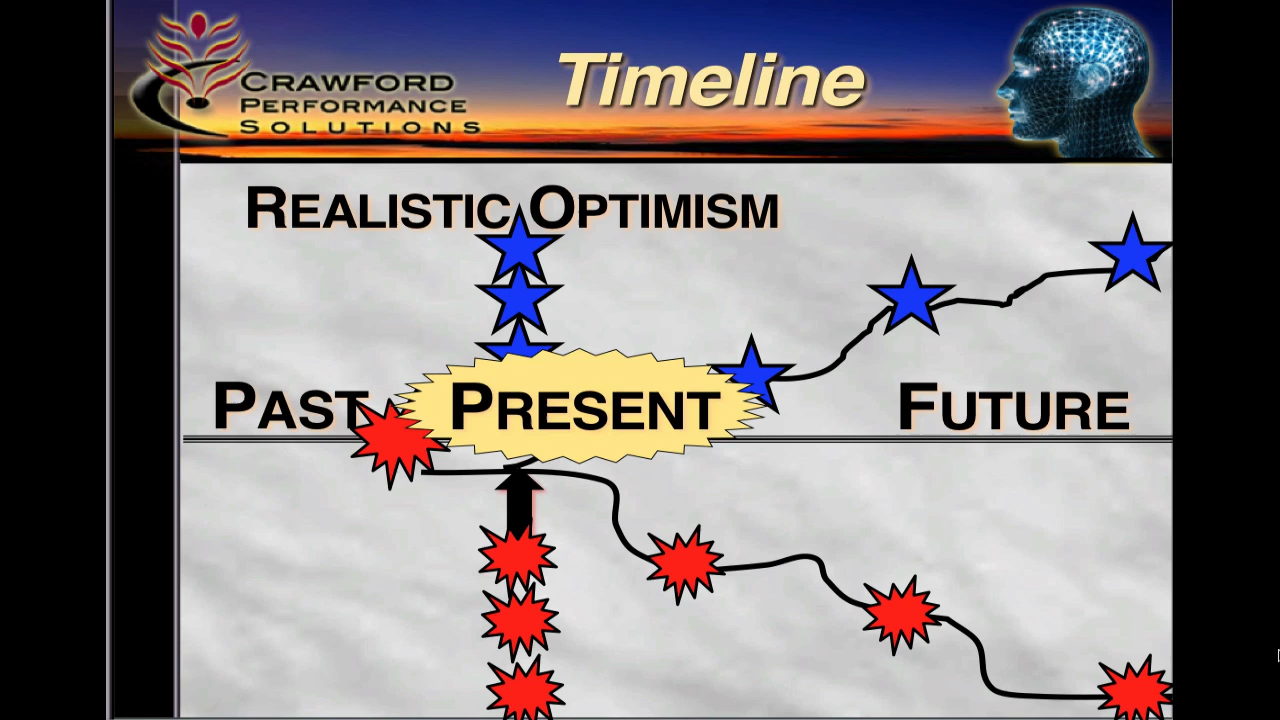 CRAWFORD
PERFORMANCE
SOLUTIONS
Timeline
REALISTIC OPTIMISM
PAST
PRESENT
FUTURE